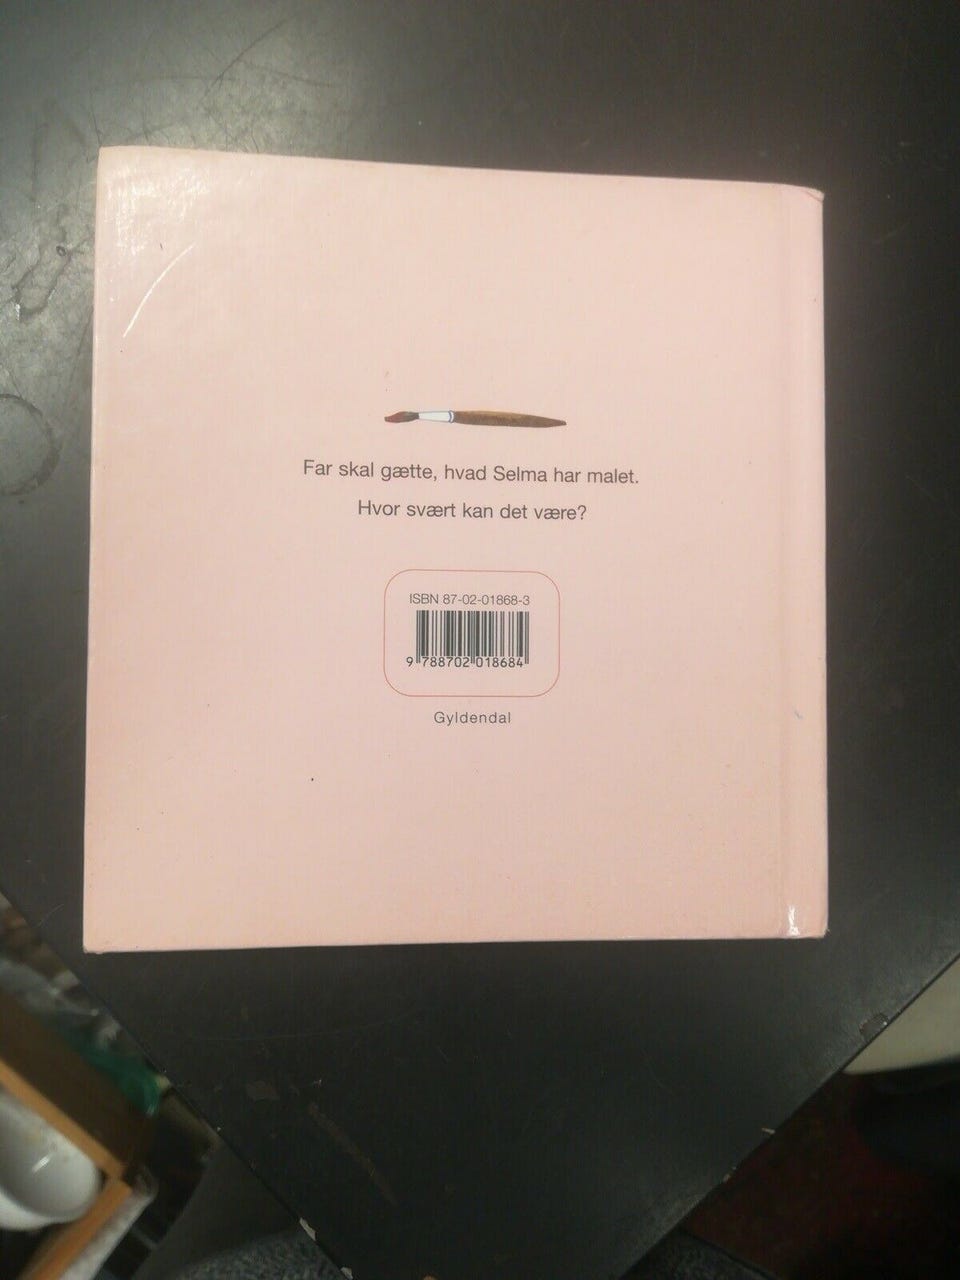 Far skal gætte, hvad Selma har malet.
Hvor svært kan det være?
ISBN 87-02-01868-3
9 788702 018684
Gyldendal